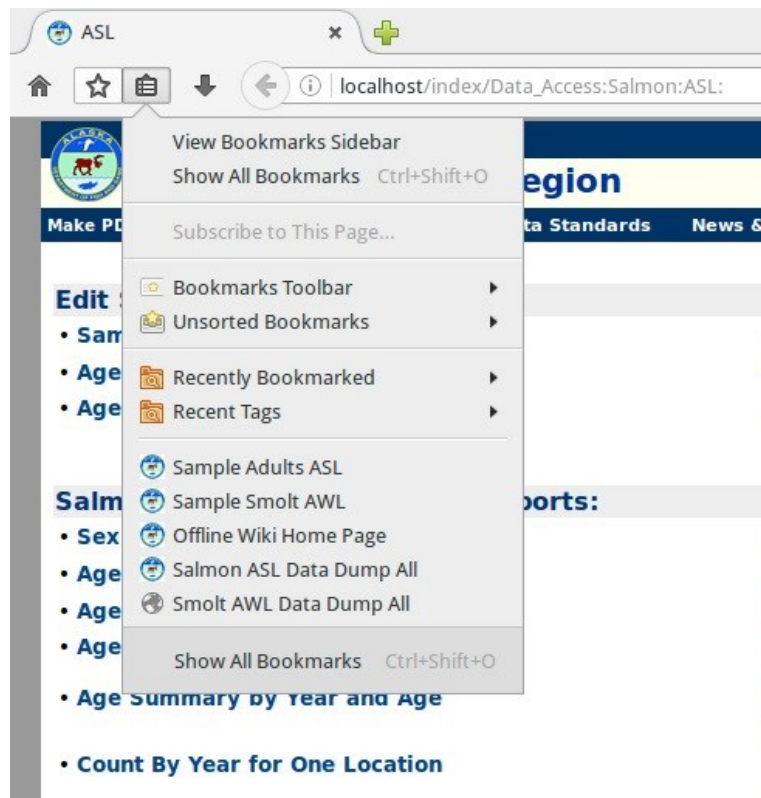 ASL
localhost/index/Data_Access:Salmon:ASL:
ALASKA
View Bookmarks Sidebar
Show All Bookmarks Ctrl+Shift+O
egion
Make PD
ta Standards News &
Subscribe to This Page...
Bookmarks Toolbar
Edit S
Unsorted Bookmarks
• Sam
• Age
Recently Bookmarked
• Age
Recent Tags
Sample Adults ASL
Salm
Sample Smolt AWL
ports:
• Sex
Offline Wiki Home Page
• Age
Salmon ASL Data Dump All
• Age
Smolt AWL Data Dump All
• Age
Show All Bookmarks Ctrl+Shift+O
• Age Summary by Year and Age
• Count By Year for One Location